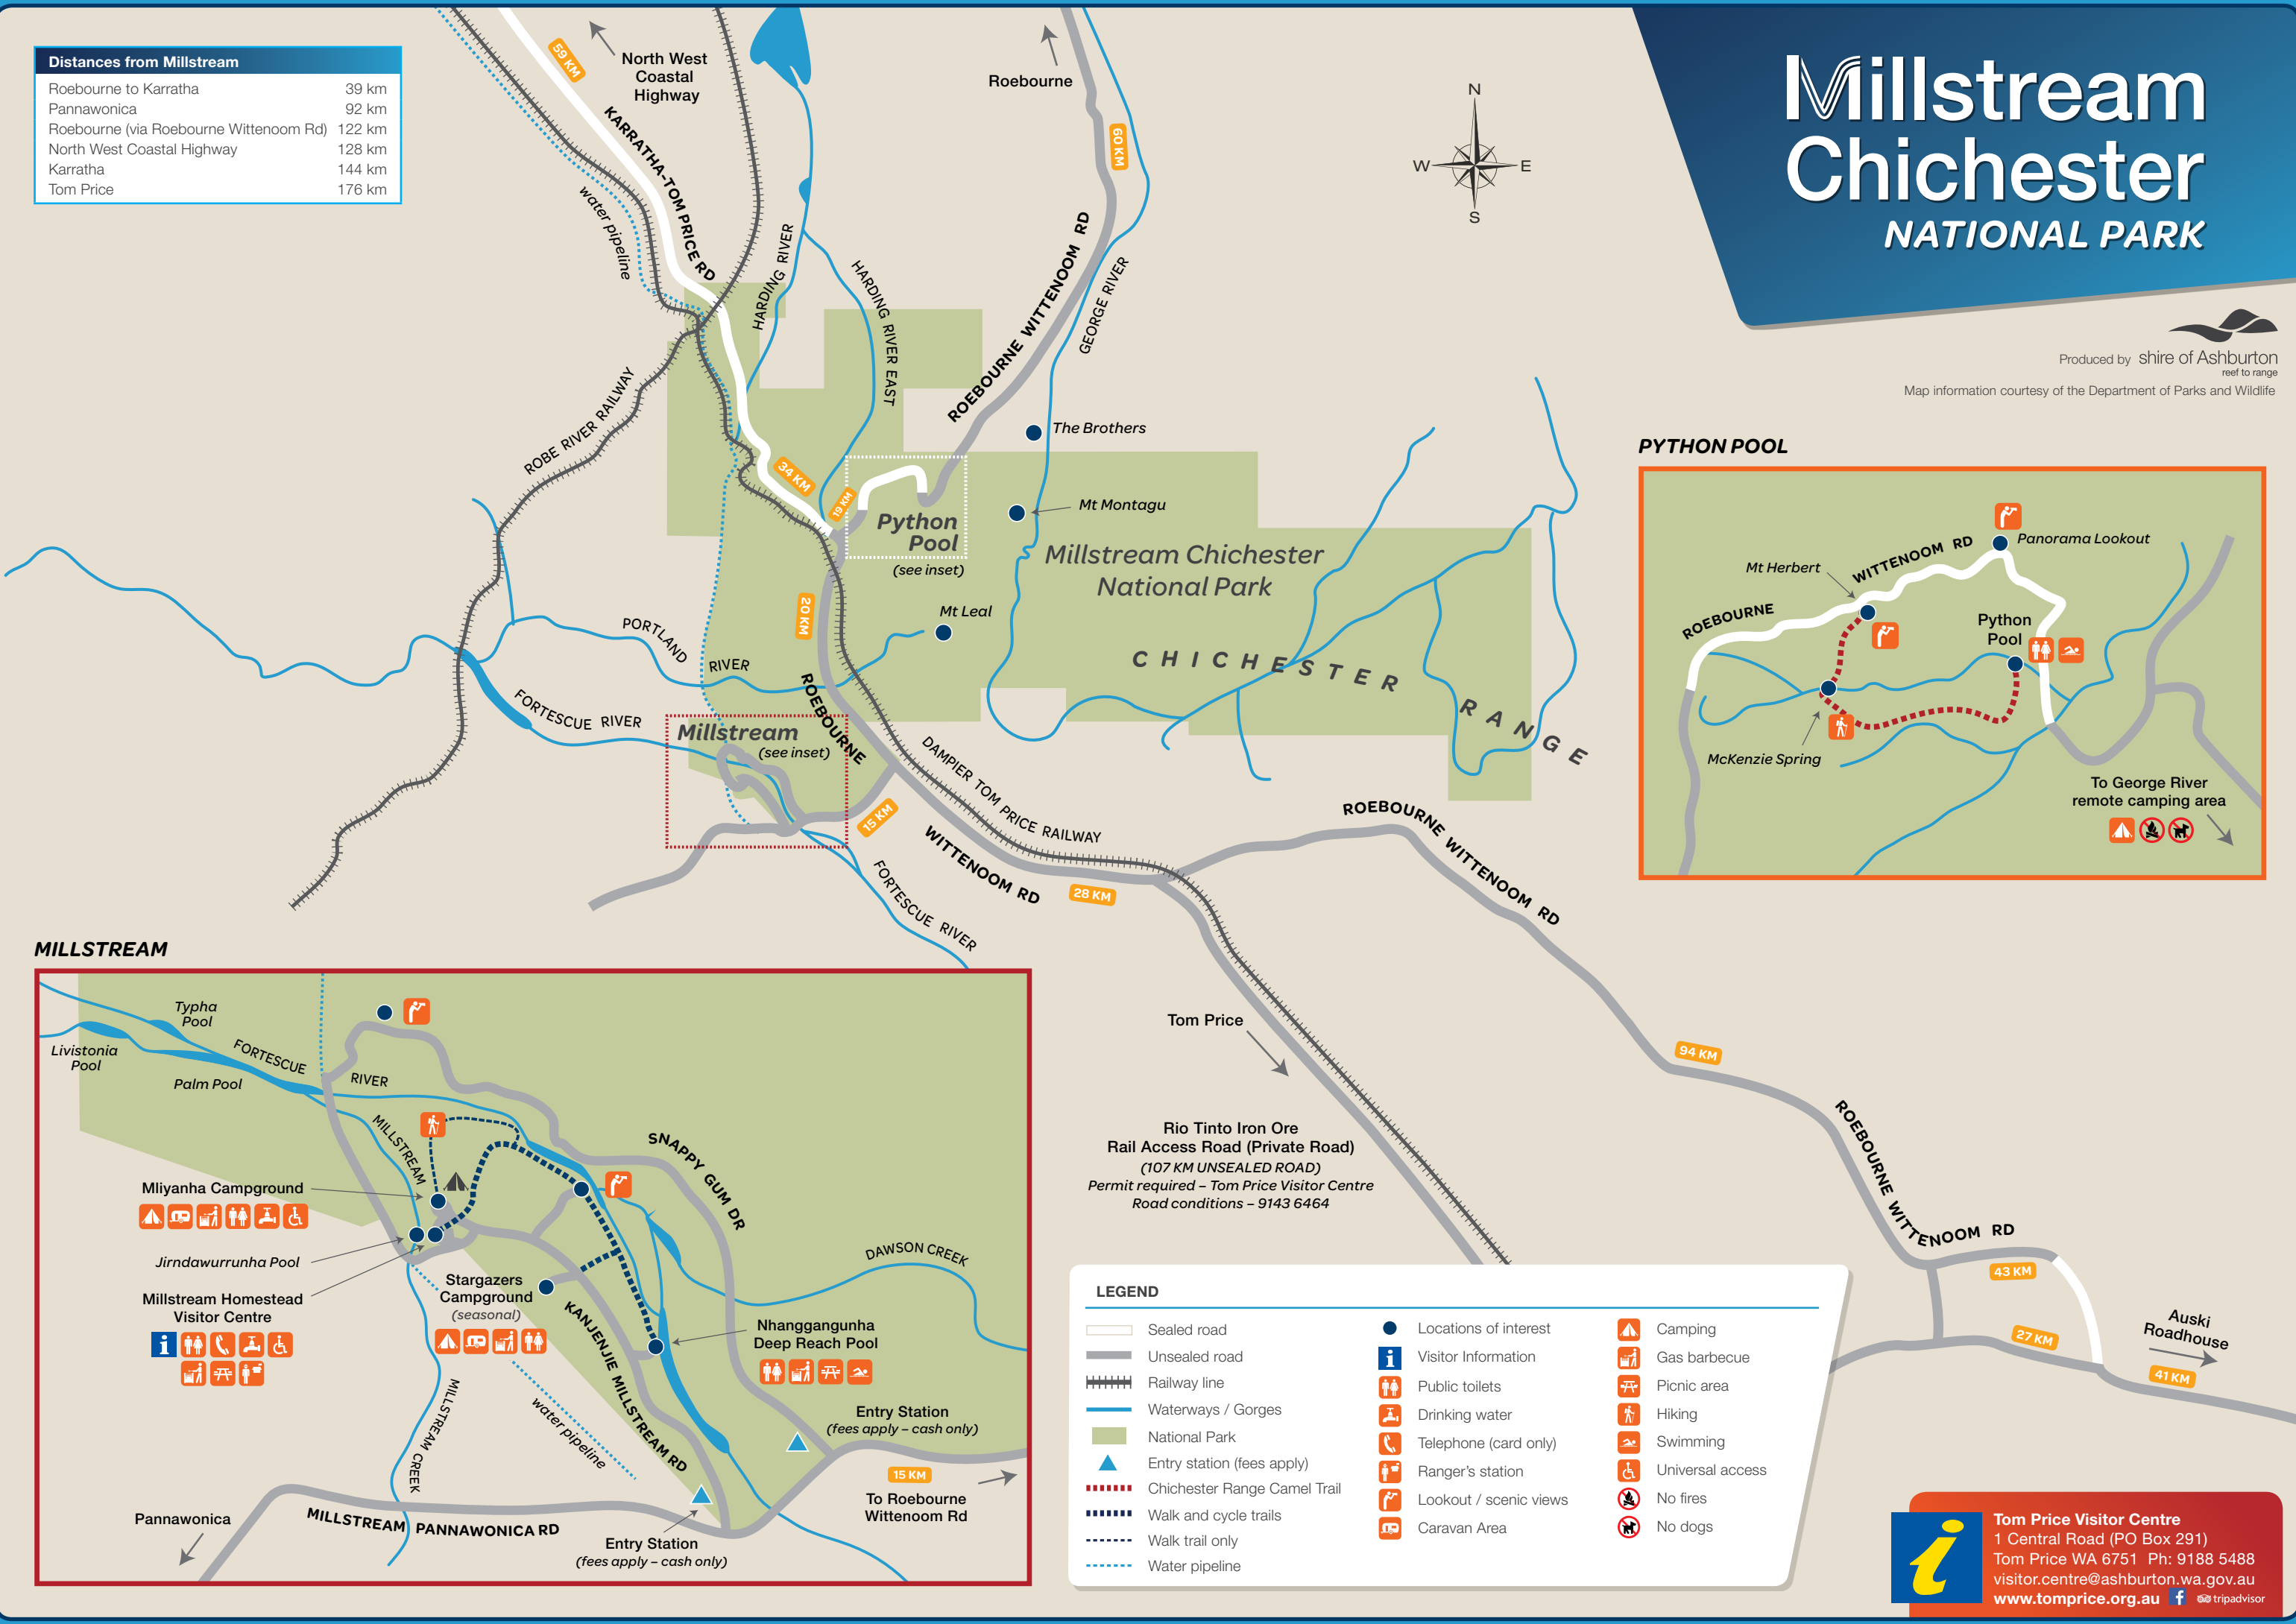 Millstream
Chichester
NATIONAL PARK
Produced by shire of Ashburton
reef to range
Map information courtesy of the Department of Parks and Wildlife
Distances from Millstream
Roebourne to Karratha 39 km
Pannawonica 92 km
Roebourne (via Roebourne Wittenoom Rd) 122 km
North West Coastal Highway 128 km
Karratha 144 km
Tom Price 176 km
59 KM
North West
Coastal
Highway
KARRATHA-TOM PRICE RD
water pipeline
Roebourne
60 KM
N
W E
S
HARDING RIVER
HARDING RIVER EAST
ROEBOURNE WITTENOOM RD
GEORGE RIVER
ROBE RIVER RAILWAY
The Brothers
34 KM
19 KM
Python
Pool
(see inset)
Mt Montagu
Millstream Chichester
National Park
Mt Leal
20 KM
PORTLAND RIVER
CHICHESTER RANGE
FORTESCUE RIVER
Millstream
(see inset)
ROEBOURNE
WITTENOOM RD
15 KM
DAMPIER TOM PRICE RAILWAY
28 KM
FORTESCUE RIVER
ROEBOURNE WITTENOOM RD
Tom Price
94 KM
Rio Tinto Iron Ore
Rail Access Road (Private Road)
(107 KM UNSEALED ROAD)
Permit required – Tom Price Visitor Centre
Road conditions – 9143 6464
ROEBOURNE WITTENOOM RD
43 KM
27 KM
Auski
Roadhouse
41 KM
PYTHON POOL
Panorama Lookout
Mt Herbert
ROEBOURNE WITTENOOM RD
Python
Pool
McKenzie Spring
To George River
remote camping area
MILLSTREAM
Typha
Pool
Livistonia
Pool
FORTESCUE RIVER
Palm Pool
MILLSTREAM
SNAPPY GUM DR
Mliyanha Campground
Jirndawurrunha Pool
Millstream Homestead
Visitor Centre
i
Stargazers
Campground
(seasonal)
DAWSON CREEK
KANJENJIE MILLSTREAM RD
Nhanggangunha
Deep Reach Pool
MILLSTREAM CREEK
water pipeline
Entry Station
(fees apply – cash only)
15 KM
To Roebourne
Wittenoom Rd
Pannawonica
MILLSTREAM PANNAWONICA RD
Entry Station
(fees apply – cash only)
LEGEND
Sealed road
Unsealed road
Railway line
Waterways / Gorges
National Park
Entry station (fees apply)
Chichester Range Camel Trail
Walk and cycle trails
Walk trail only
Water pipeline
Locations of interest
i Visitor Information
Public toilets
Drinking water
Telephone (card only)
Ranger's station
Lookout / scenic views
Caravan Area
Camping
Gas barbecue
Picnic area
Hiking
Swimming
Universal access
No fires
No dogs
i
Tom Price Visitor Centre
1 Central Road (PO Box 291)
Tom Price WA 6751 Ph: 9188 5488
visitor.centre@ashburton.wa.gov.au
www.tomprice.org.au f tripadvisor